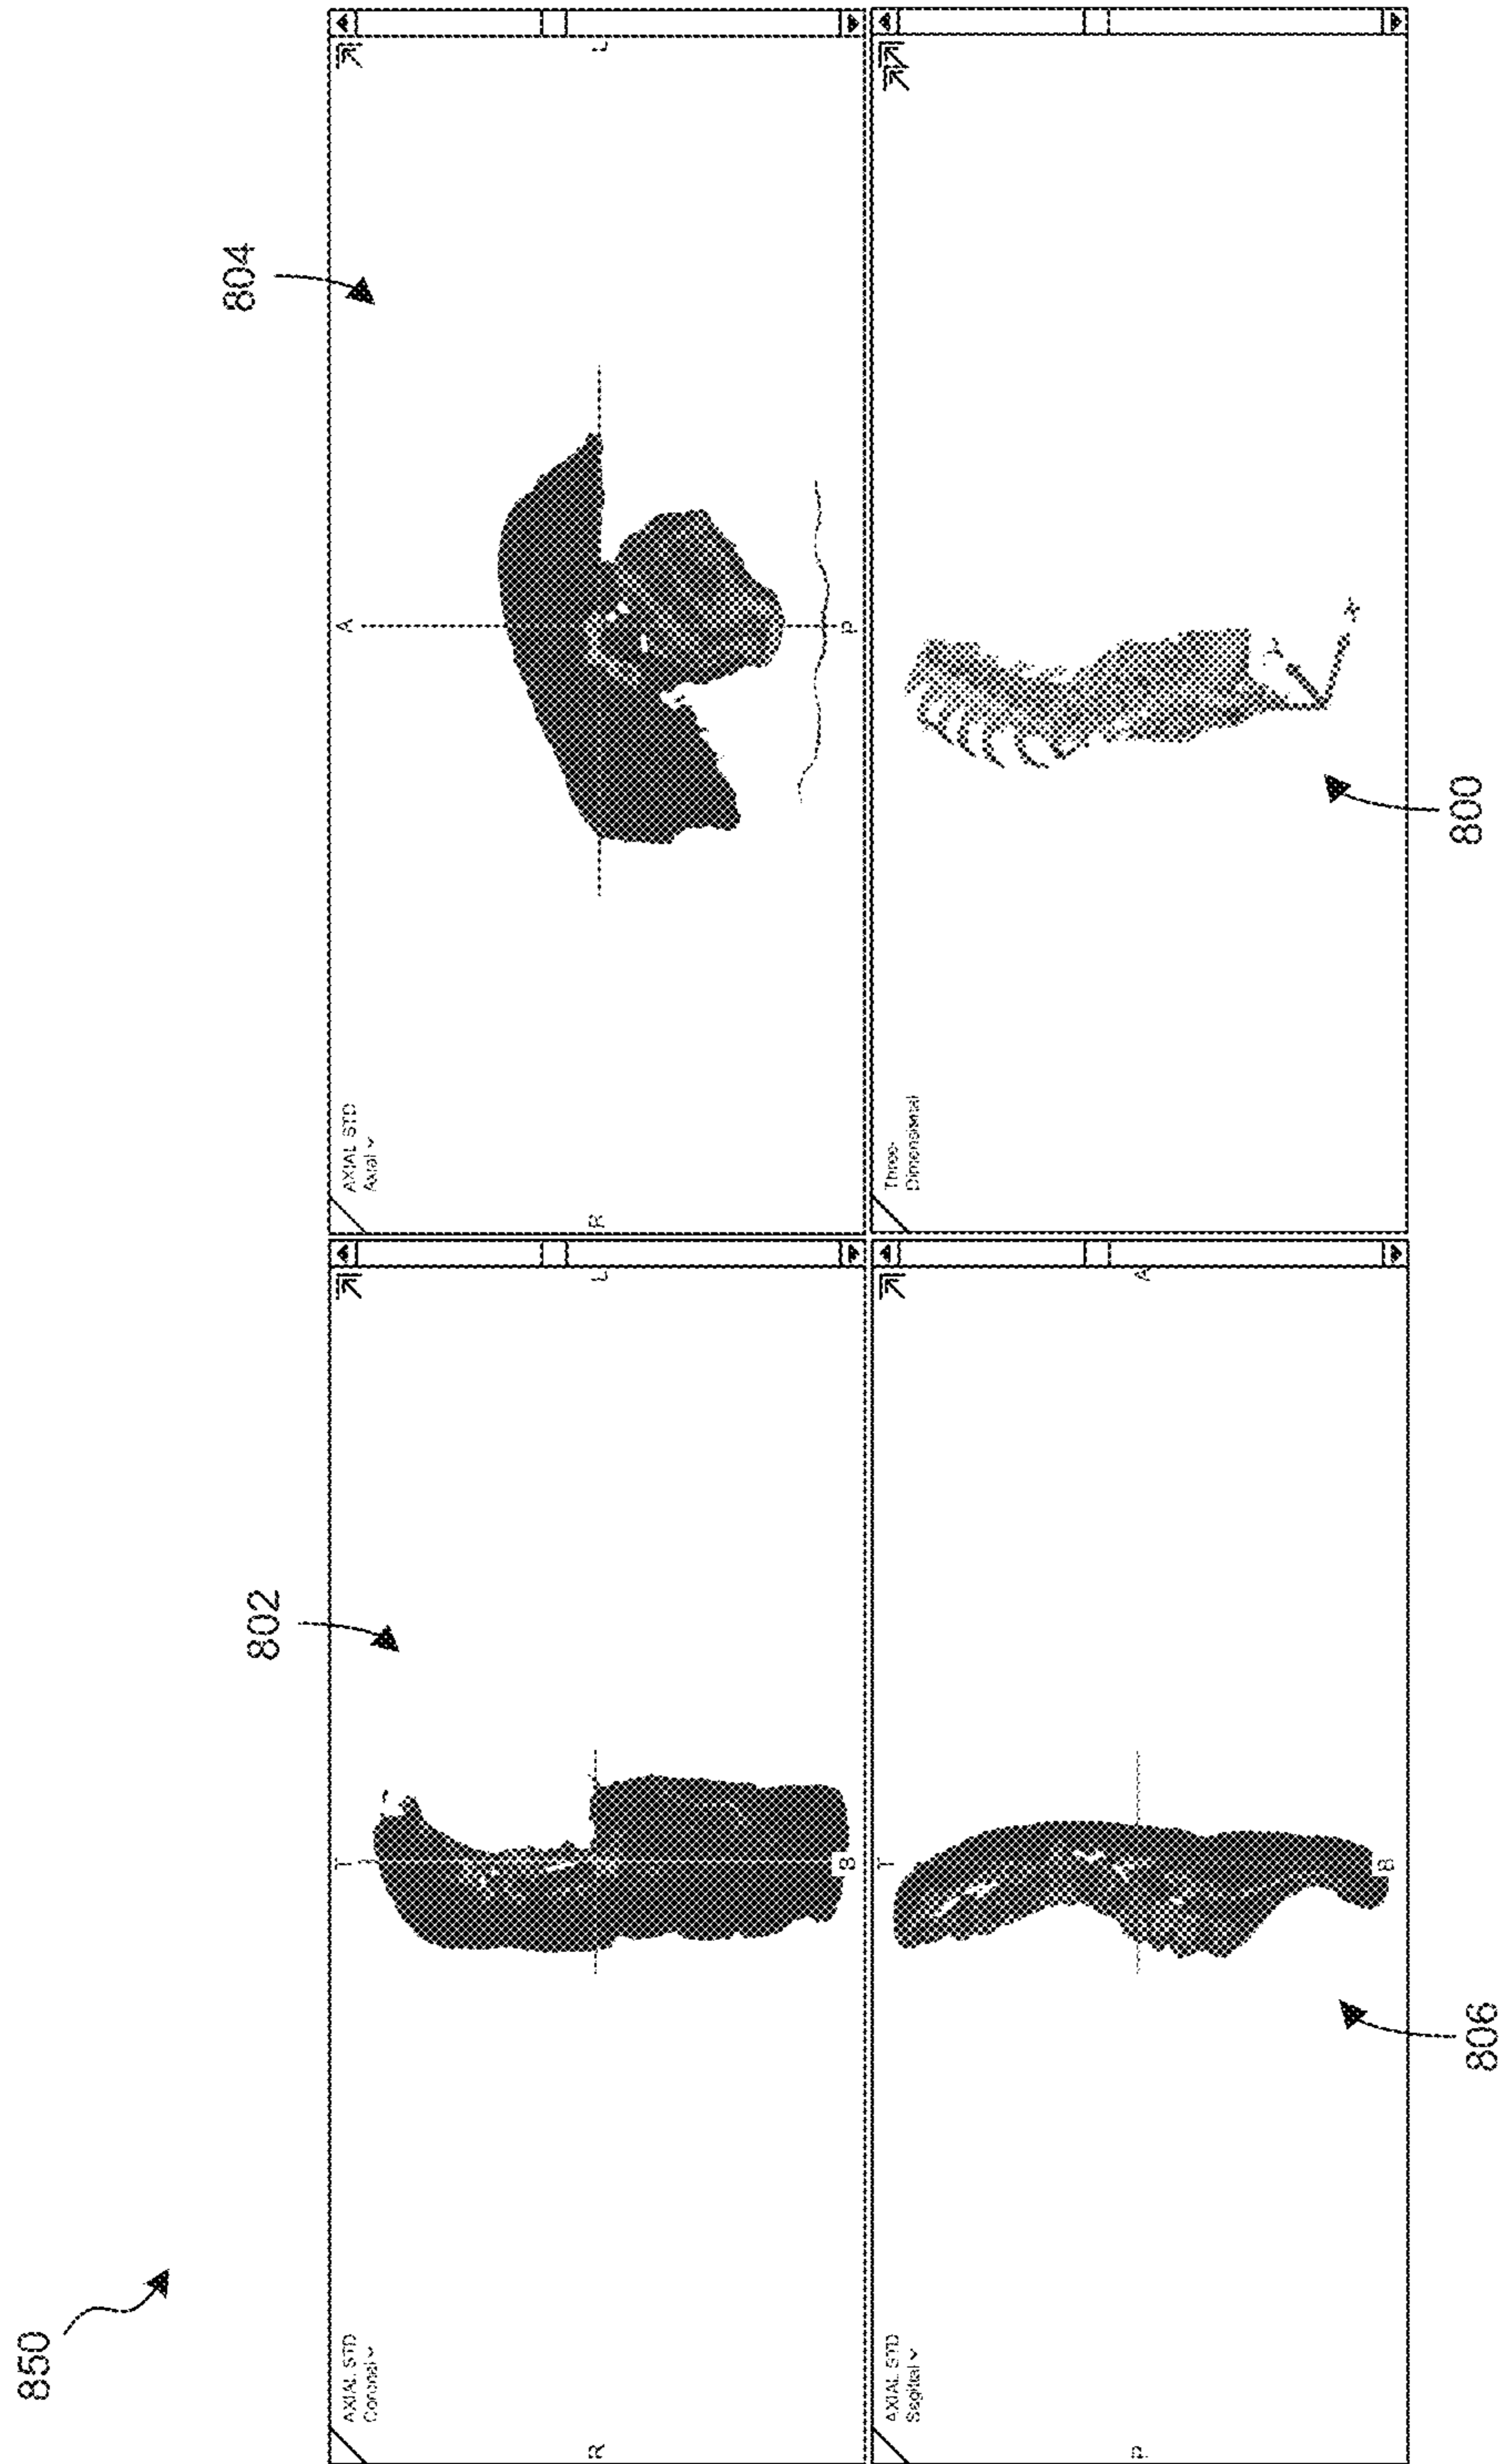 850
802
804
AXIAL STD
Coronal
T
R
L
B
AXIAL STD
Axial
A
R
L
P
AXIAL STD
Sagittal
T
P
A
B
Three-
Dimensional
Y
X
806
800